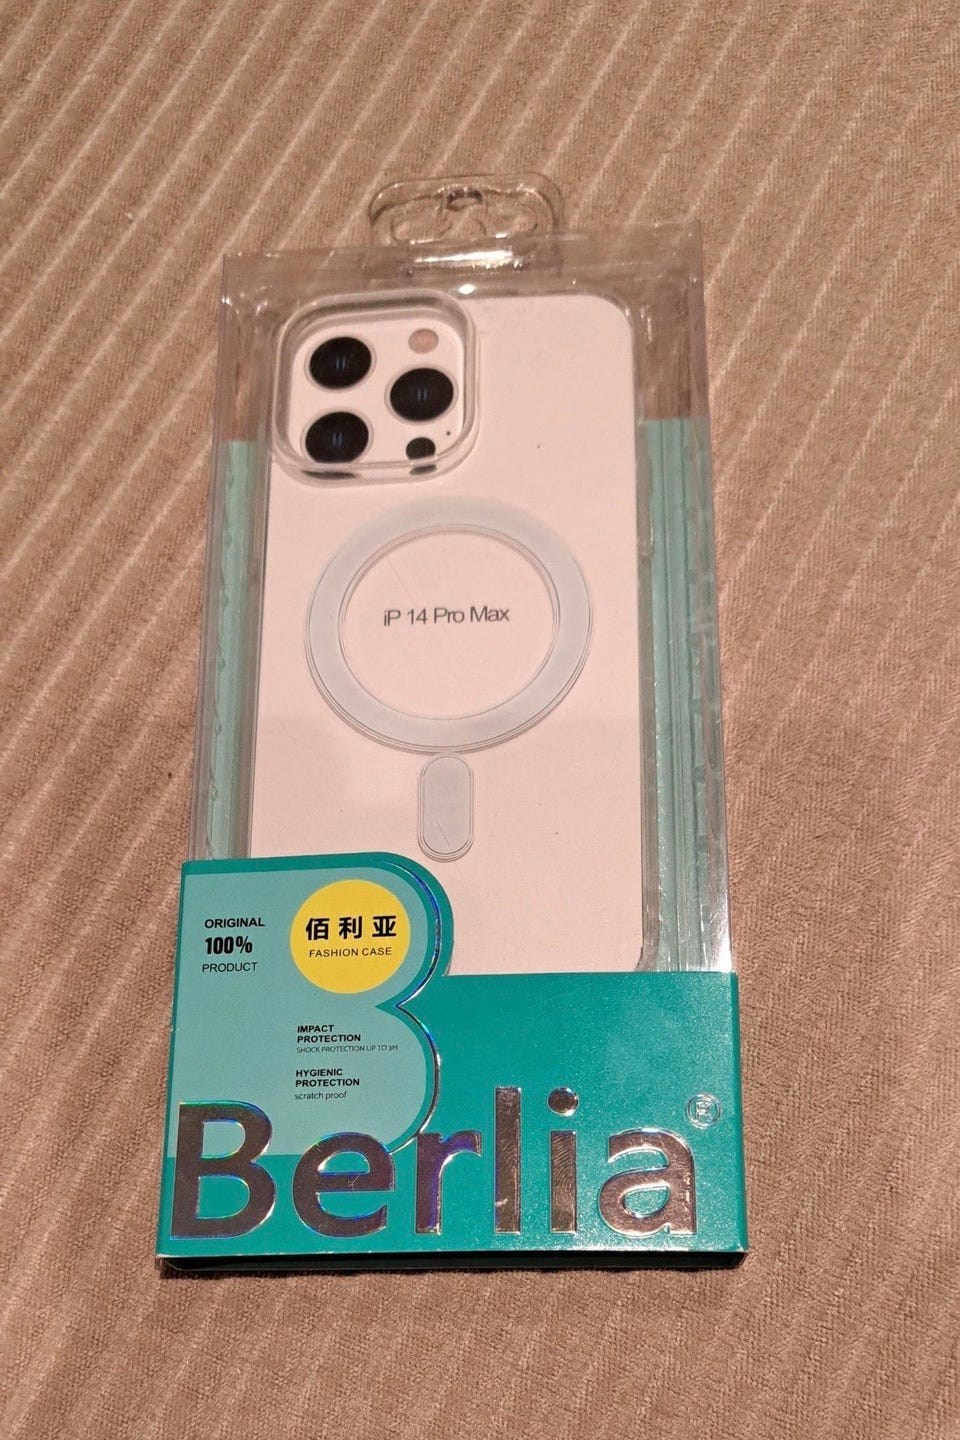 iP 14 Pro Max
ORIGINAL
100%
PRODUCT
佰利亚
FASHION CASE
IMPACT
PROTECTION
SHOCK PROTECTION UP TO 3M
HYGIENIC
PROTECTION
scratch proof
Berlia®